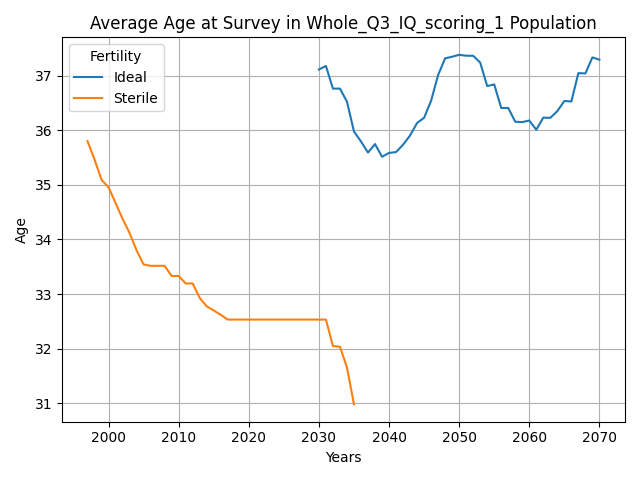 Average Age at Survey in Whole_Q3_IQ_scoring_1 Population
Fertility
Ideal
Sterile
Age
37
36
35
34
33
32
31
2000 2010 2020 2030 2040 2050 2060 2070
Years